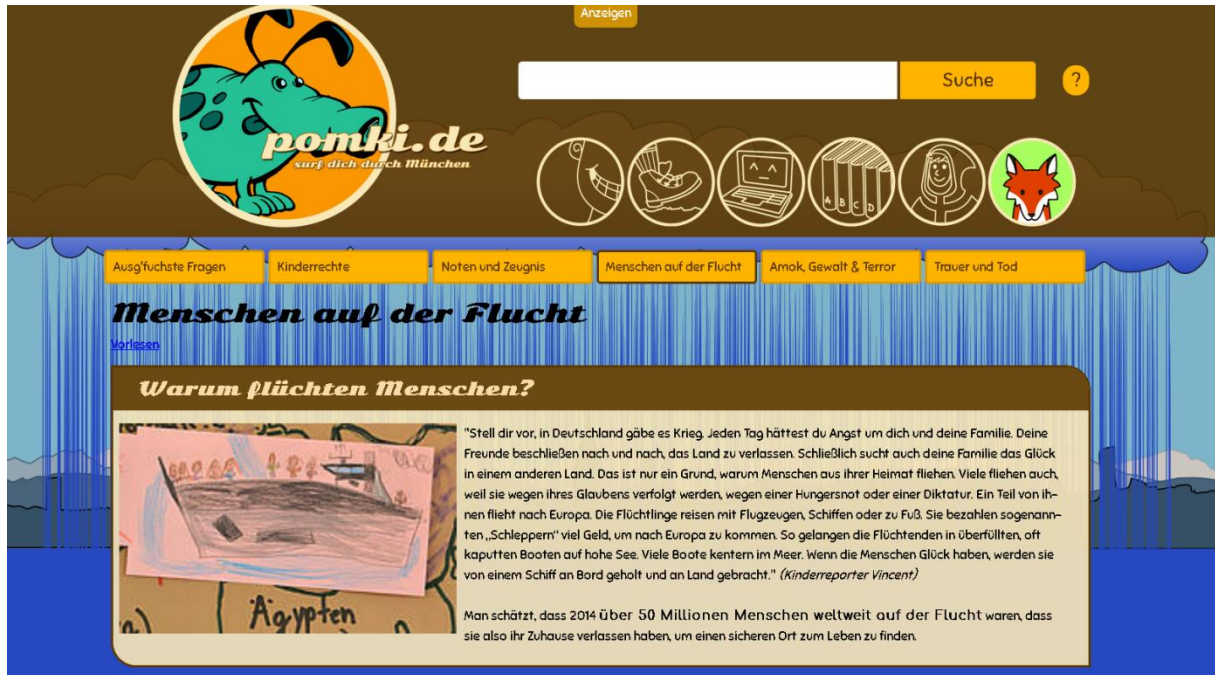 Anzeigen
pomki.de
surf dich durch München
Suche
?
A B C D
Ausg'fuchste Fragen
Kinderrechte
Noten und Zeugnis
Menschen auf der Flucht
Amok, Gewalt & Terror
Trauer und Tod
Menschen auf der Flucht
Vorlesen
Warum flüchten Menschen?
"Stell dir vor, in Deutschland gäbe es Krieg. Jeden Tag hättest du Angst um dich und deine Familie. Deine
Freunde beschließen nach und nach, das Land zu verlassen. Schließlich sucht auch deine Familie das Glück
in einem anderen Land. Das ist nur ein Grund, warum Menschen aus ihrer Heimat fliehen. Viele fliehen auch,
weil sie wegen ihres Glaubens verfolgt werden, wegen einer Hungersnot oder einer Diktatur. Ein Teil von ih-
nen flieht nach Europa. Die Flüchtlinge reisen mit Flugzeugen, Schiffen oder zu Fuß. Sie bezahlen sogenann-
ten „Schleppern" viel Geld, um nach Europa zu kommen. So gelangen die Flüchtenden in überfüllten, oft
kaputten Booten auf hohe See. Viele Boote kentern im Meer. Wenn die Menschen Glück haben, werden sie
von einem Schiff an Bord geholt und an Land gebracht." (Kinderreporter Vincent)
Man schätzt, dass 2014 über 50 Millionen Menschen weltweit auf der Flucht waren, dass
sie also ihr Zuhause verlassen haben, um einen sicheren Ort zum Leben zu finden.
Ägypten